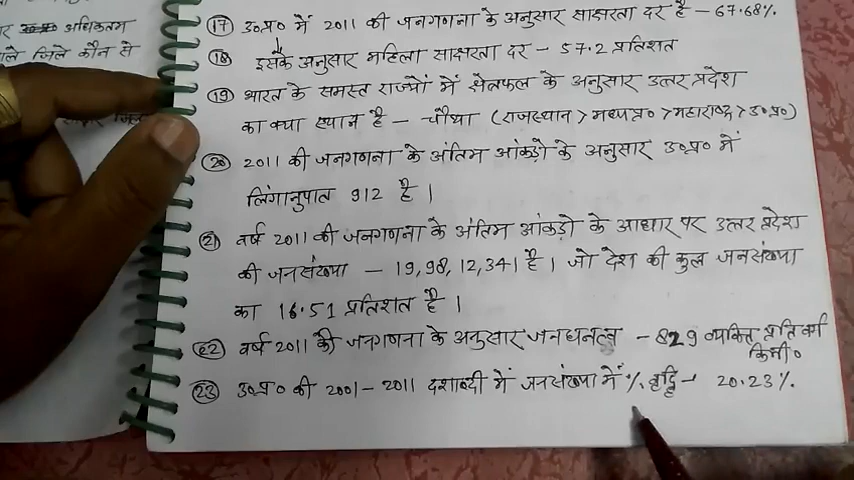 अधिकतम
ले जिले कौन से
(17) उ०प्र० में 2011 की जनगणना के अनुसार साक्षरता दर है - 67.68%.
(18) इसके अनुसार महिला साक्षरता दर - 57.2 प्रतिशत
(19) भारत के समस्त राज्यों में क्षेत्रफल के अनुसार उत्तर प्रदेश
का क्या स्थान है - चौथा (राजस्थान > मध्यप्र० > महाराष्ट्र > उ०प्र०)
(20) 2011 की जनगणना के अंतिम आंकड़ो के अनुसार उ०प्र० में
लिंगानुपात 912 है।
(21) वर्ष 2011 की जनगणना के अंतिम आंकड़ो के आधार पर उत्तर प्रदेश
की जनसंख्या - 19,98,12,341 है। जो देश की कुल जनसंख्या
का 16.51 प्रतिशत है।
(22) वर्ष 2011 की जनगणना के अनुसार जनघनत्व - 829 व्यक्ति प्रति वर्ग
किमी०
(23) उ०प्र० की 2001-2011 दशाब्दी में जनसंख्या में % वृद्धि - 20.23%.